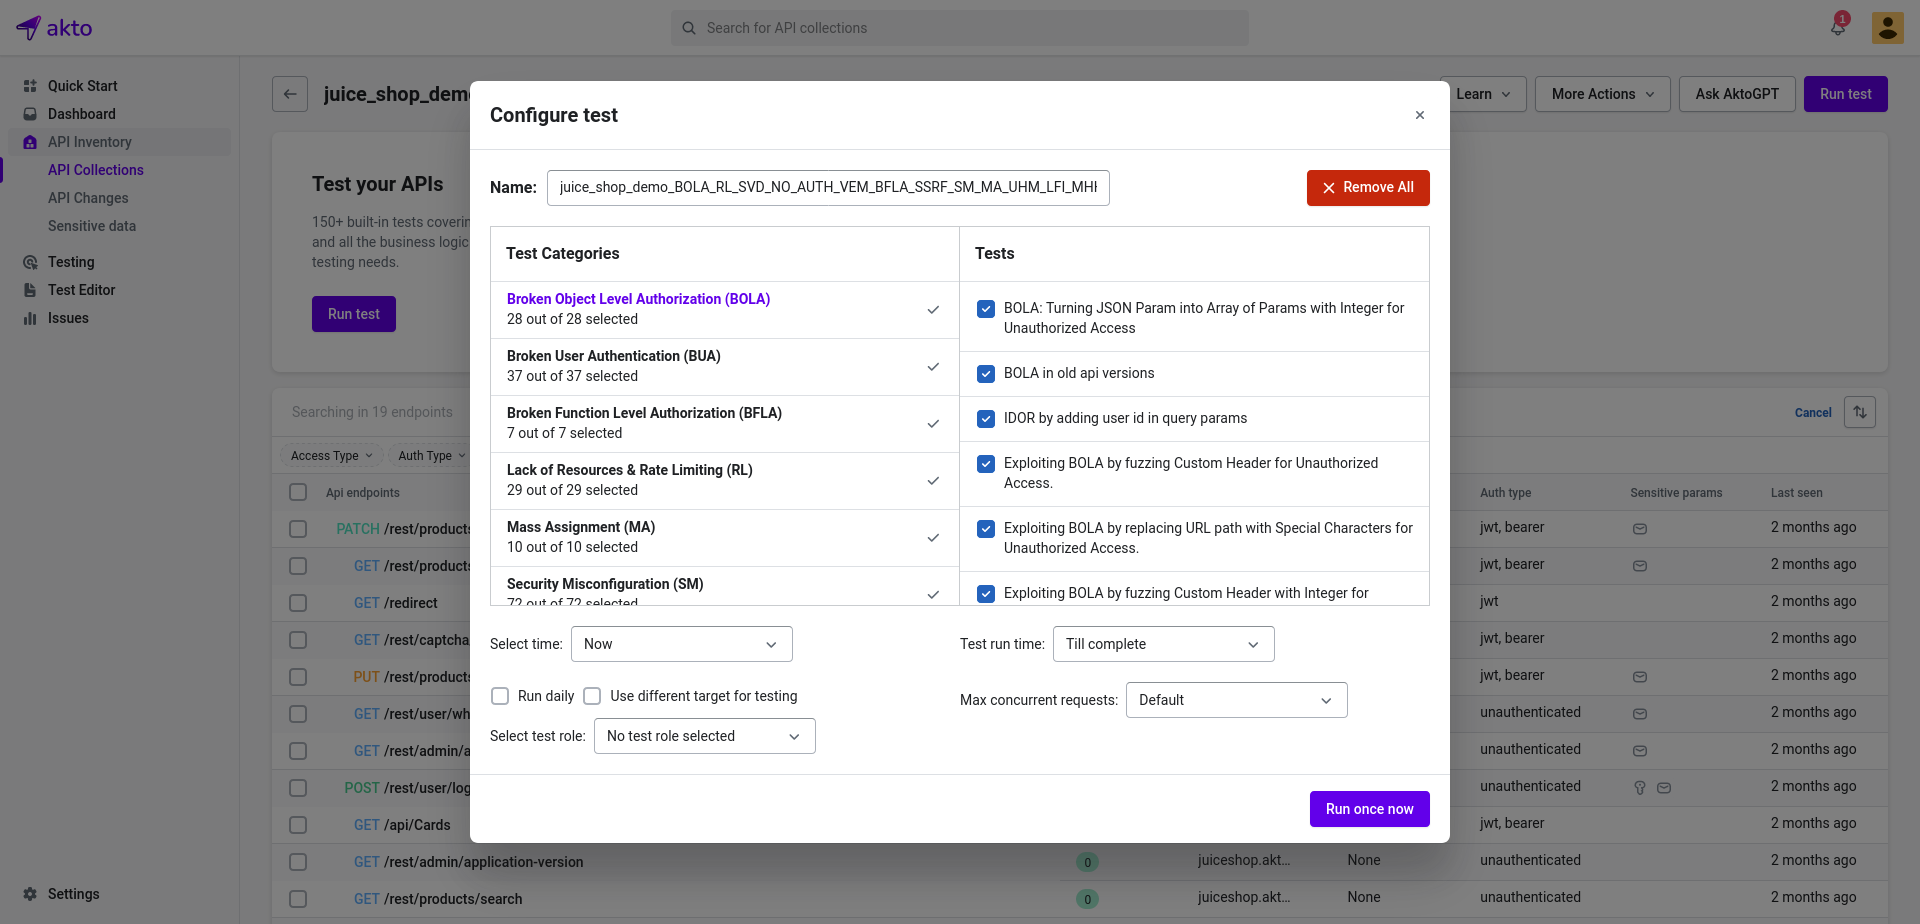 akto
Search for API collections
1
Quick Start
Dashboard
API Inventory
API Collections
API Changes
Sensitive data
Testing
Test Editor
Issues
Settings
juice_shop_demo
Learn
More Actions
Ask AktoGPT
Run test
Test your APIs
150+ built-in tests
and all the business logic
testing needs.
Run test
Searching in 19 endpoints
Cancel
Access Type
Auth Type
Api endpoints
Auth type
Sensitive params
Last seen
PATCH /rest/products
jwt, bearer
2 months ago
GET /rest/products
jwt, bearer
2 months ago
GET /redirect
jwt
2 months ago
GET /rest/captcha
jwt, bearer
2 months ago
PUT /rest/products
jwt, bearer
2 months ago
GET /rest/user/wh
unauthenticated
2 months ago
GET /rest/admin/a
unauthenticated
2 months ago
POST /rest/user/log
unauthenticated
2 months ago
GET /api/Cards
jwt, bearer
2 months ago
GET /rest/admin/application-version
0
juiceshop.akt...
None
unauthenticated
2 months ago
GET /rest/products/search
0
juiceshop.akt...
None
unauthenticated
2 months ago
Configure test
Name:
juice_shop_demo_BOLA_RL_SVD_NO_AUTH_VEM_BFLA_SSRF_SM_MA_UHM_LFI_MH
Remove All
Test Categories
Broken Object Level Authorization (BOLA)
28 out of 28 selected
Broken User Authentication (BUA)
37 out of 37 selected
Broken Function Level Authorization (BFLA)
7 out of 7 selected
Lack of Resources & Rate Limiting (RL)
29 out of 29 selected
Mass Assignment (MA)
10 out of 10 selected
Security Misconfiguration (SM)
72 out of 72 selected
Tests
BOLA: Turning JSON Param into Array of Params with Integer for
Unauthorized Access
BOLA in old api versions
IDOR by adding user id in query params
Exploiting BOLA by fuzzing Custom Header for Unauthorized
Access.
Exploiting BOLA by replacing URL path with Special Characters for
Unauthorized Access.
Exploiting BOLA by fuzzing Custom Header with Integer for
Select time:
Now
Test run time:
Till complete
Run daily
Use different target for testing
Max concurrent requests:
Default
Select test role:
No test role selected
Run once now